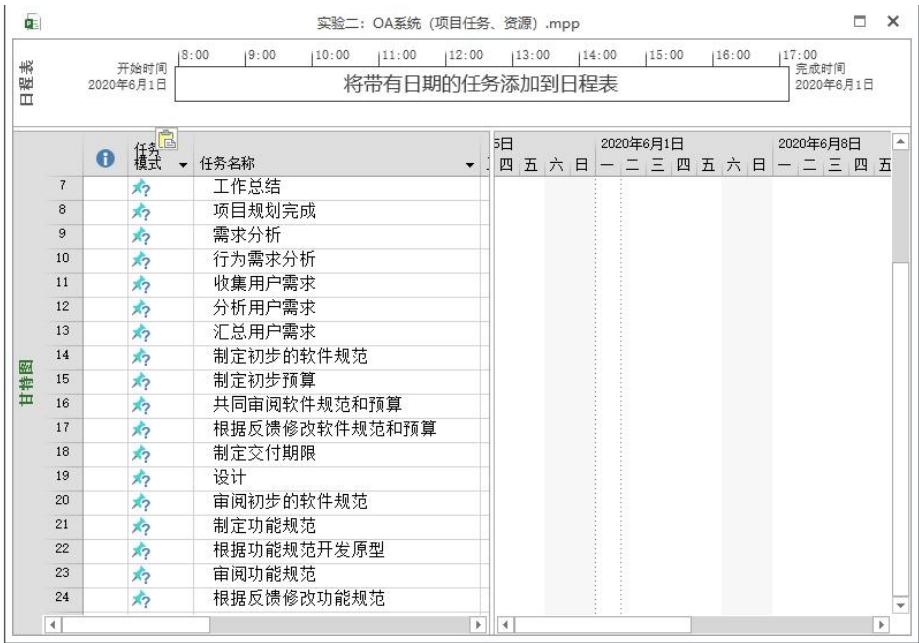 实验二：OA系统（项目任务、资源）.mpp
8:00 9:00 10:00 11:00 12:00 13:00 14:00 15:00 16:00 17:00
日程表
开始时间
2020年6月1日
将带有日期的任务添加到日程表
完成时间
2020年6月1日
任务
模式
任务名称
5日 2020年6月1日 2020年6月8日
四 五 六 日 一 二 三 四 五 六 日 一 二 三 四 五
甘特图
7 工作总结
8 项目规划完成
9 需求分析
10 行为需求分析
11 收集用户需求
12 分析用户需求
13 汇总用户需求
14 制定初步的软件规范
15 制定初步预算
16 共同审阅软件规范和预算
17 根据反馈修改软件规范和预算
18 制定交付期限
19 设计
20 审阅初步的软件规范
21 制定功能规范
22 根据功能规范开发原型
23 审阅功能规范
24 根据反馈修改功能规范